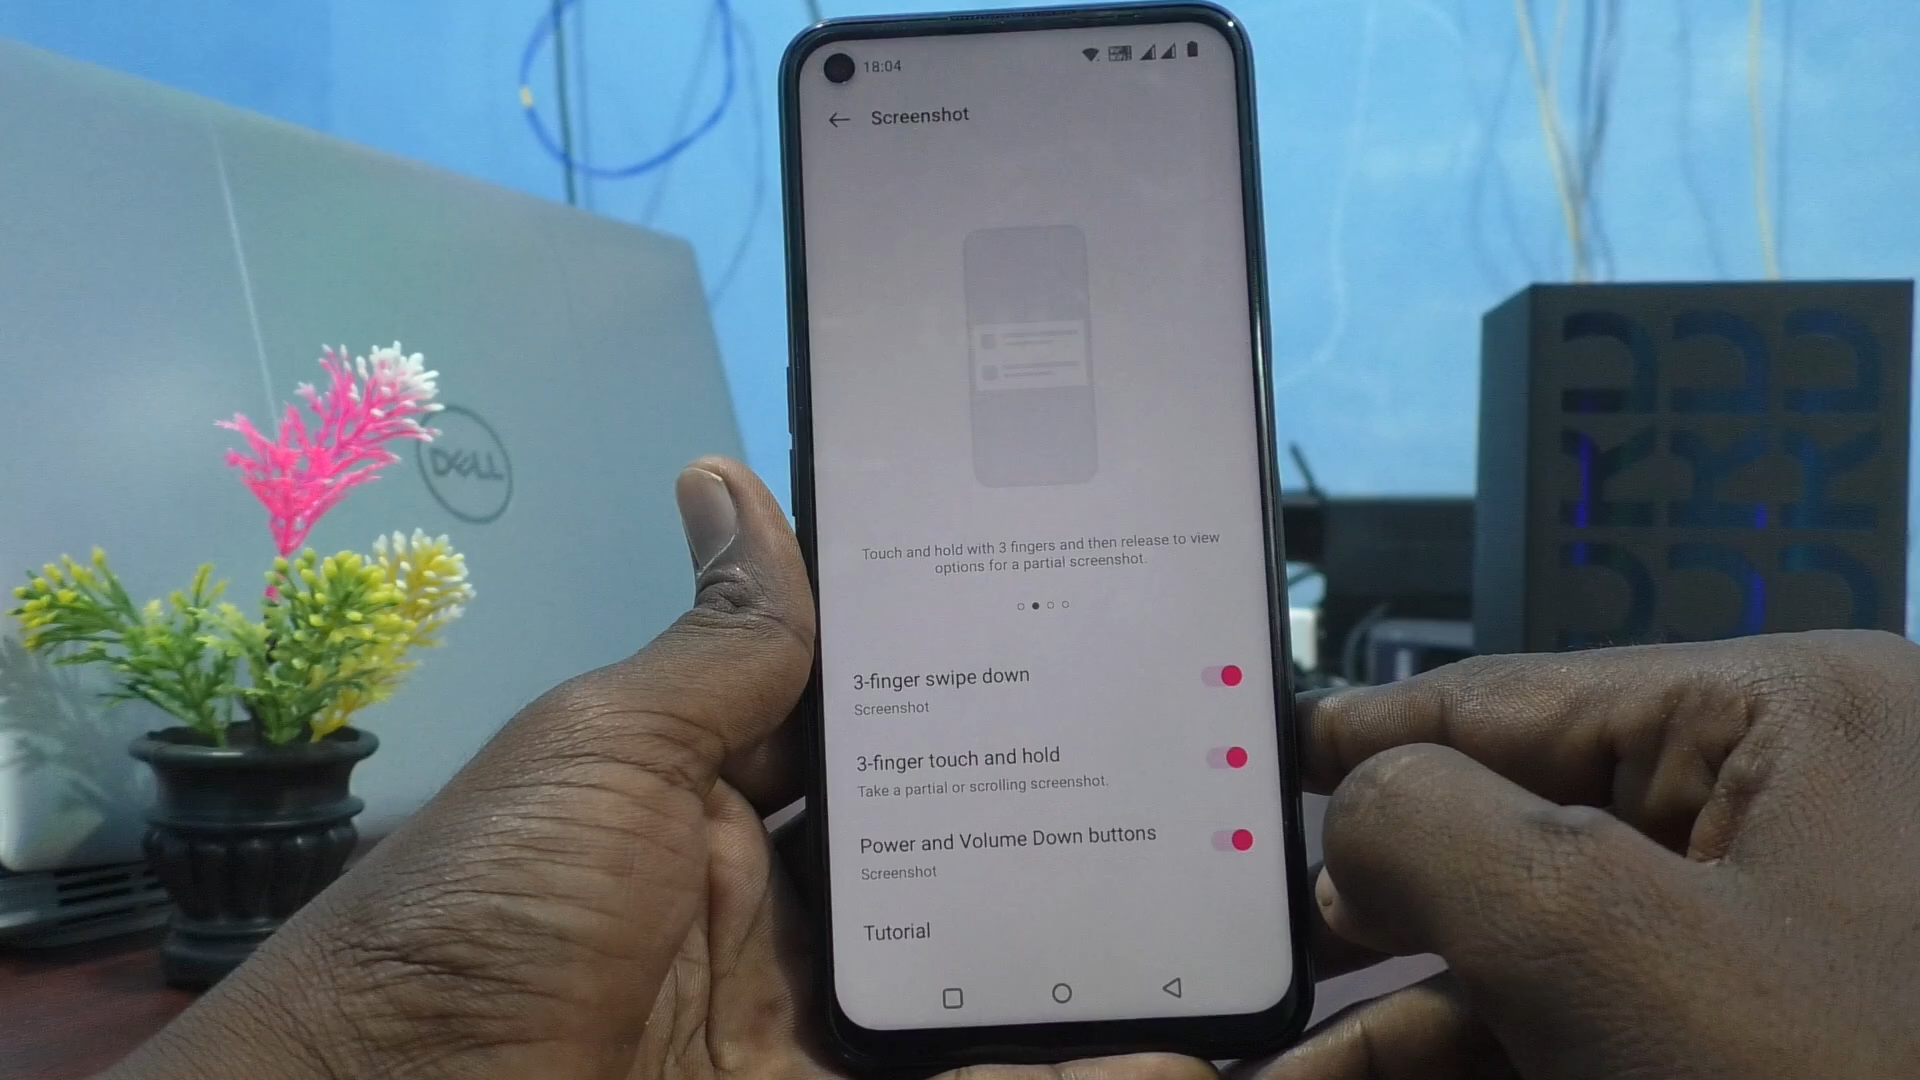 18:04
Screenshot
DELL
Touch and hold with 3 fingers and then release to view
options for a partial screenshot.
3-finger swipe down
Screenshot
3-finger touch and hold
Take a partial or scrolling screenshot.
Power and Volume Down buttons
Screenshot
Tutorial